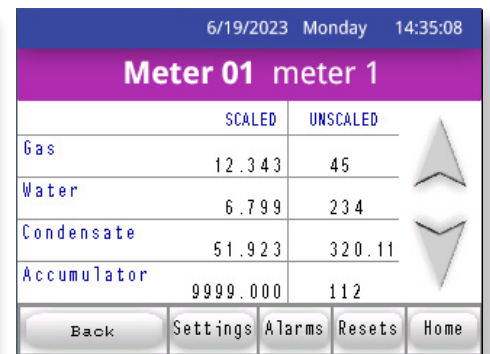 6/19/2023 Monday 14:35:08
Meter 01 meter 1
SCALED UNSCALED
Gas 12.343 45
Water 6.799 234
Condensate 51.923 320.11
Accumulator 9999.000 112
Back Settings Alarms Resets Home